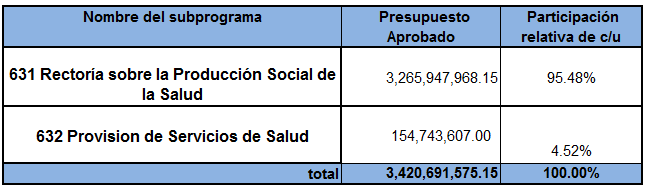 Nombre del subprograma
Presupuesto
Aprobado
Participación
relativa de c/u
631 Rectoría sobre la Producción Social de
la Salud
3,265,947,968.15
95.48%
632 Provision de Servicios de Salud
154,743,607.00
4.52%
total
3,420,691,575.15
100.00%